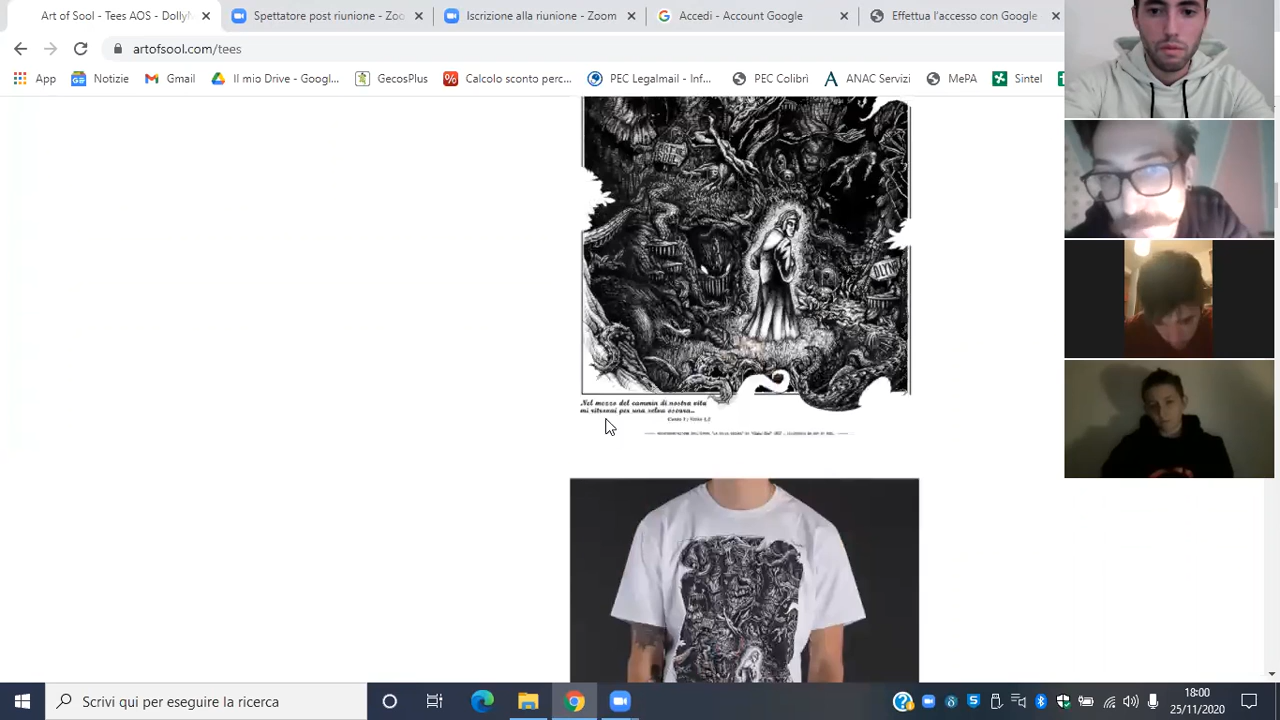 Art of Sool - Tees AOS - DollyN
Spettatore post riunione - Zoo
Iscrizione alla riunione - Zoom
Accedi - Account Google
Effettua l'accesso con Google
artofsool.com/tees
App
Notizie
Gmail
Il mio Drive - Googl...
GecosPlus
Calcolo Sconto perc...
PEC Legalmail - Inf...
PEC Colibrì
ANAC Servizi
MePA
Sintel
Nel mezzo del cammin di nostra vita
mi ritrovai per una selva oscura...
Scrivi qui per eseguire la ricerca
18:00
25/11/2020